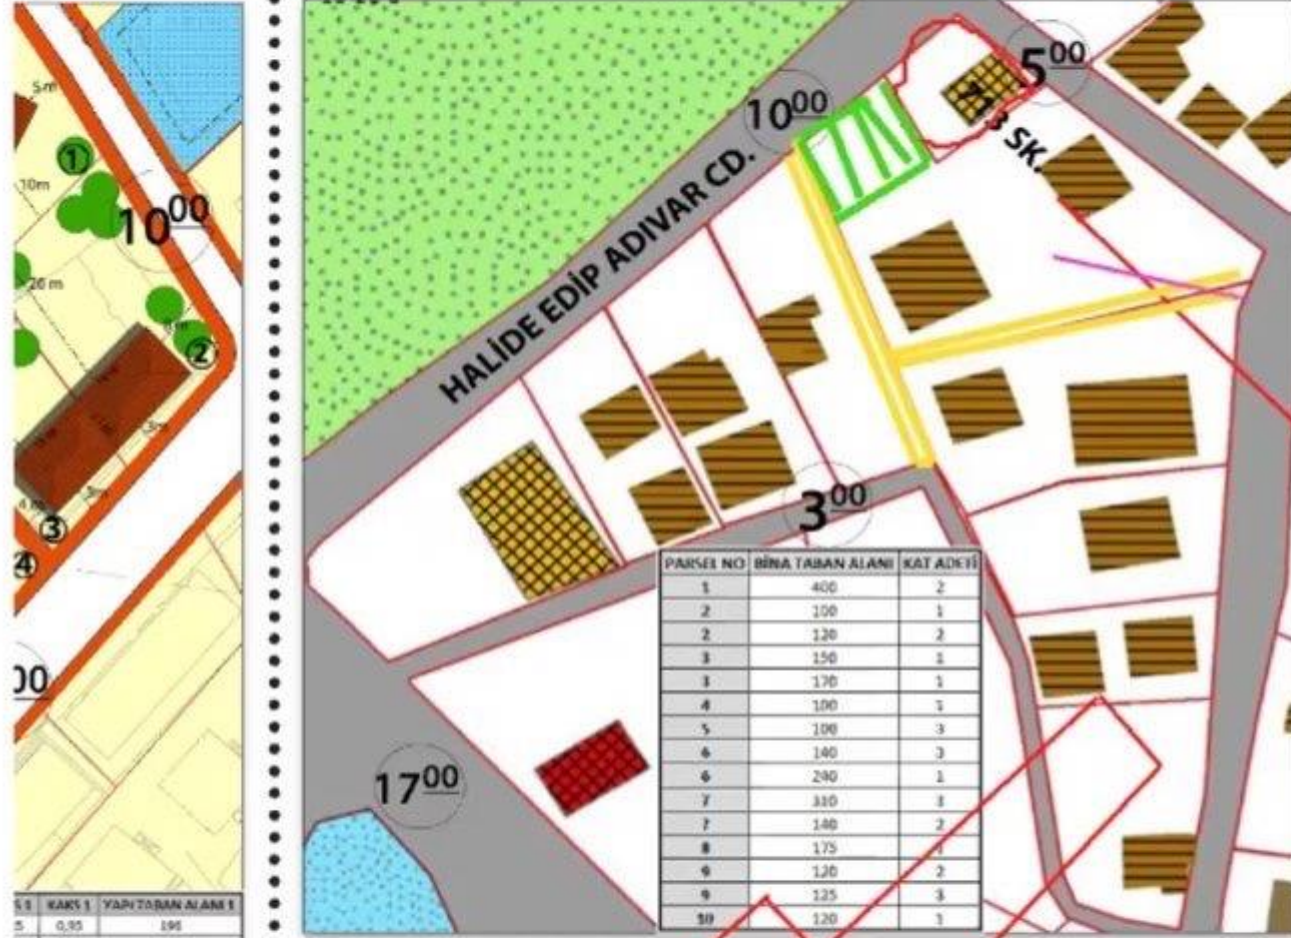 5m
①
10m
10⁰⁰
20 m
②
③
④
00
KAKS 1 YAPI TABAN ALANI 1
0,95 196
5⁰⁰
10⁰⁰
713 SK.
HALİDE EDİP ADIVAR CD.
3⁰⁰
17⁰⁰
PARSEL NO BİNA TABAN ALANI KAT ADETİ
1 400 2
2 100 1
2 120 2
3 150 1
3 170 1
4 100 1
5 100 3
6 140 3
6 240 1
7 310 3
7 140 2
8 175
9 120 2
9 125 3
10 120 1